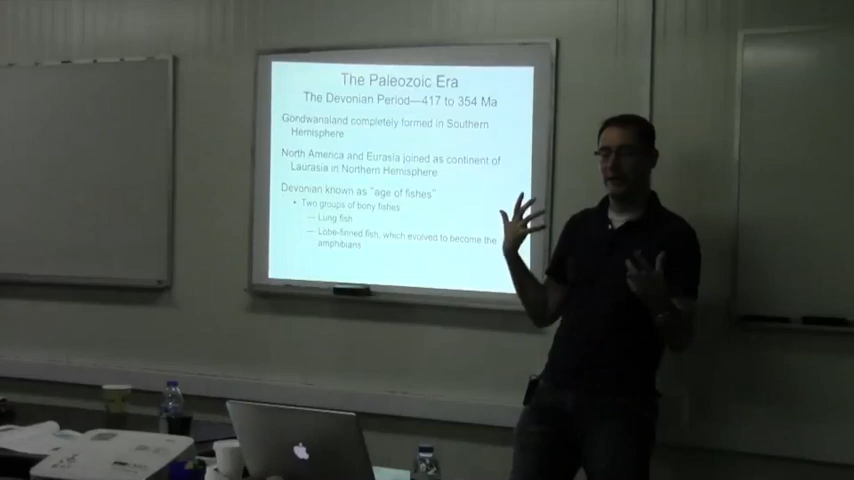 The Paleozoic Era
The Devonian Period—417 to 354 Ma
Gondwanaland completely formed in Southern
Hemisphere
North America and Eurasia joined as continent of
Laurasia in Northern Hemisphere
Devonian known as "age of fishes"
• Two groups of bony fishes
— Lung fish
— Lobe-finned fish, which evolved to become the
amphibians